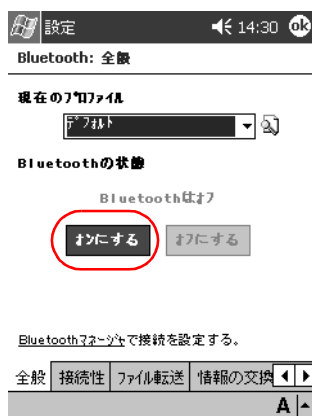 設定 14:30 ok
Bluetooth: 全般
現在のﾌﾟﾛﾌｧｲﾙ
ﾃﾞﾌｫﾙﾄ
Bluetoothの状態
Bluetoothはｵﾌ
ｵﾝにする ｵﾌにする
Bluetoothﾏﾈｰｼﾞｬで接続を設定する。
全般 接続性 ﾌｧｲﾙ転送 情報の交換
A